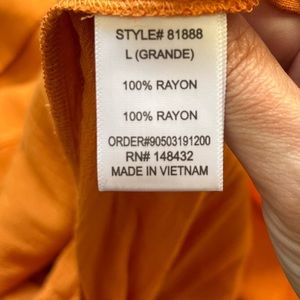 STYLE# 81888
L (GRANDE)
100% RAYON
100% RAYON
ORDER#90503191200
RN# 148432
MADE IN VIETNAM